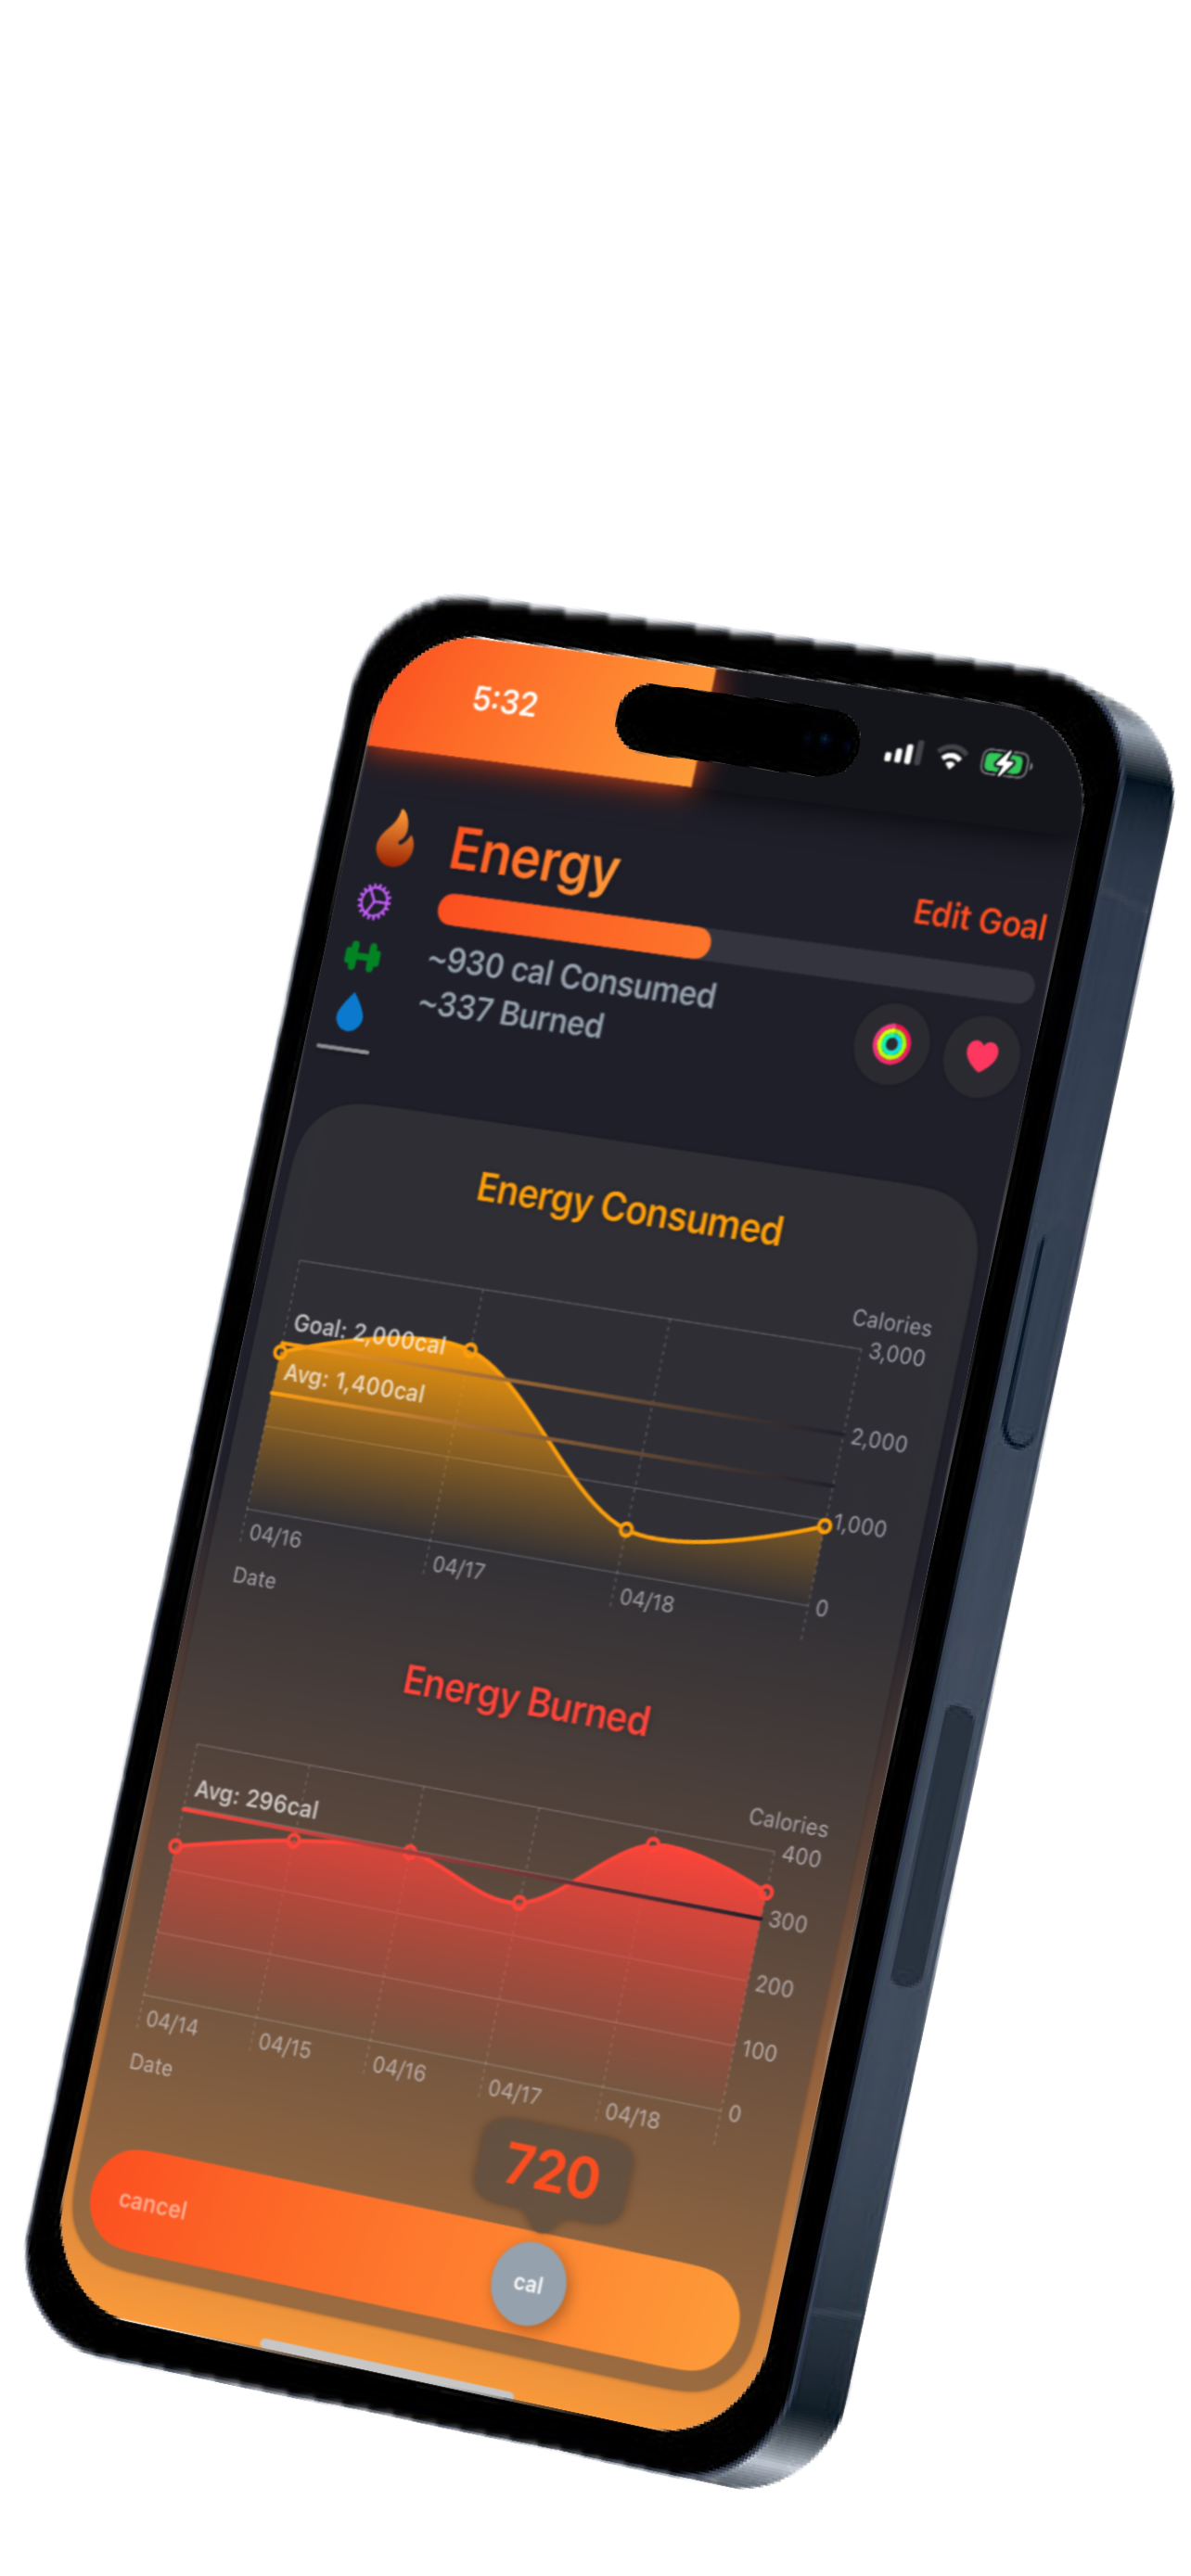 5:32
Energy
Edit Goal
~930 cal Consumed
~337 Burned
Energy Consumed
Calories
Goal: 2,000cal
Avg: 1,400cal
3,000
2,000
1,000
0
04/16
04/17
04/18
Date
Energy Burned
Calories
Avg: 296cal
400
300
200
100
0
04/14
04/15
04/16
04/17
04/18
Date
720
cancel
cal